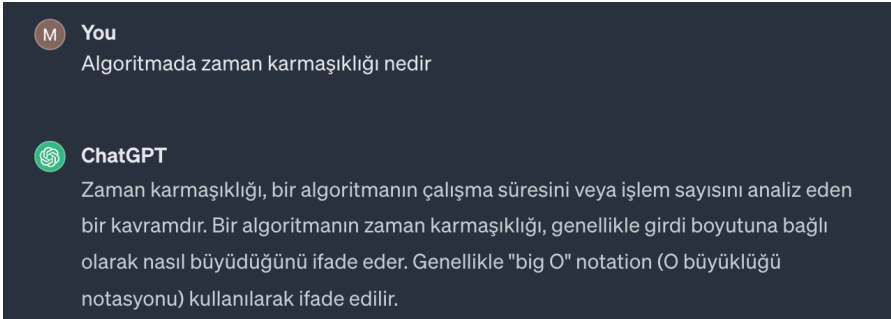 M
You
Algoritmada zaman karmaşıklığı nedir
ChatGPT
Zaman karmaşıklığı, bir algoritmanın çalışma süresini veya işlem sayısını analiz eden
bir kavramdır. Bir algoritmanın zaman karmaşıklığı, genellikle girdi boyutuna bağlı
olarak nasıl büyüdüğünü ifade eder. Genellikle "big O" notation (O büyüklüğü
notasyonu) kullanılarak ifade edilir.